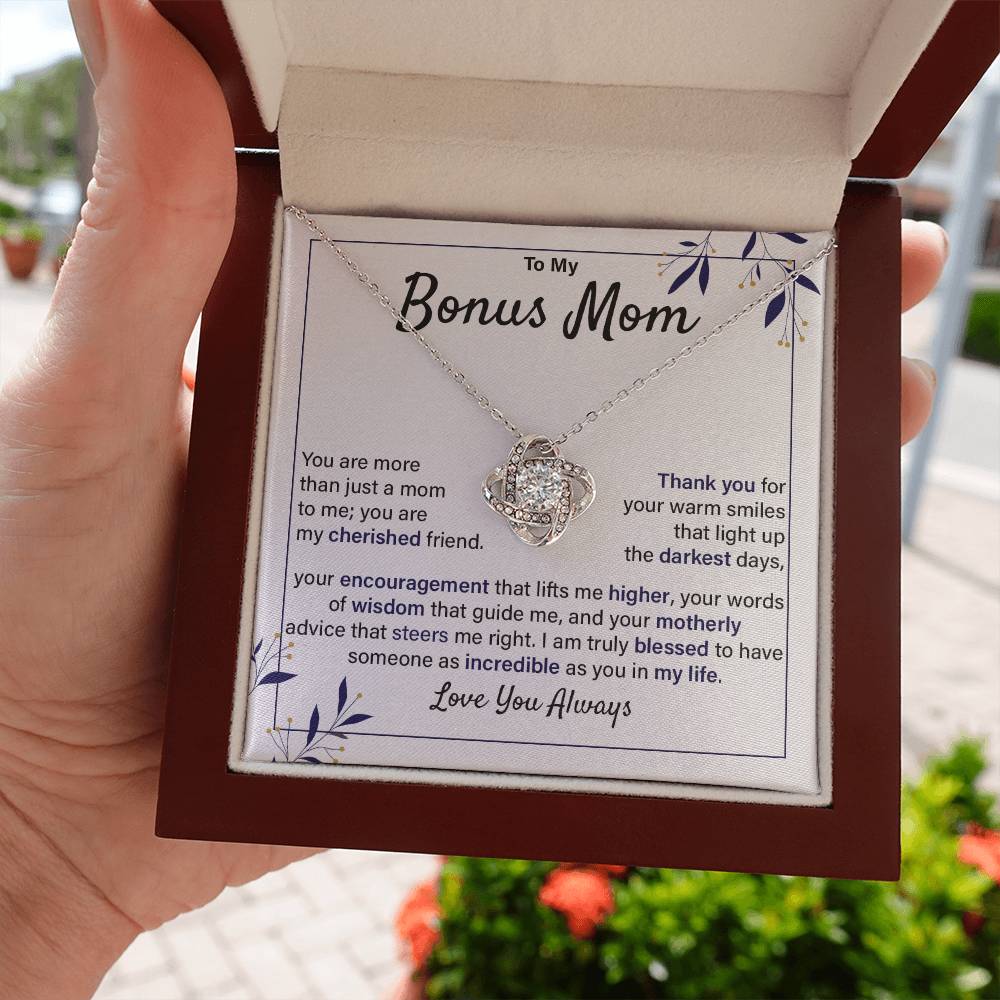 To My
Bonus Mom
You are more
than just a mom
to me; you are
my cherished friend.
Thank you for
your warm smiles
that light up
the darkest days,
your encouragement that lifts me higher, your words
of wisdom that guide me, and your motherly
advice that steers me right. I am truly blessed to have
someone as incredible as you in my life.
Love You Always